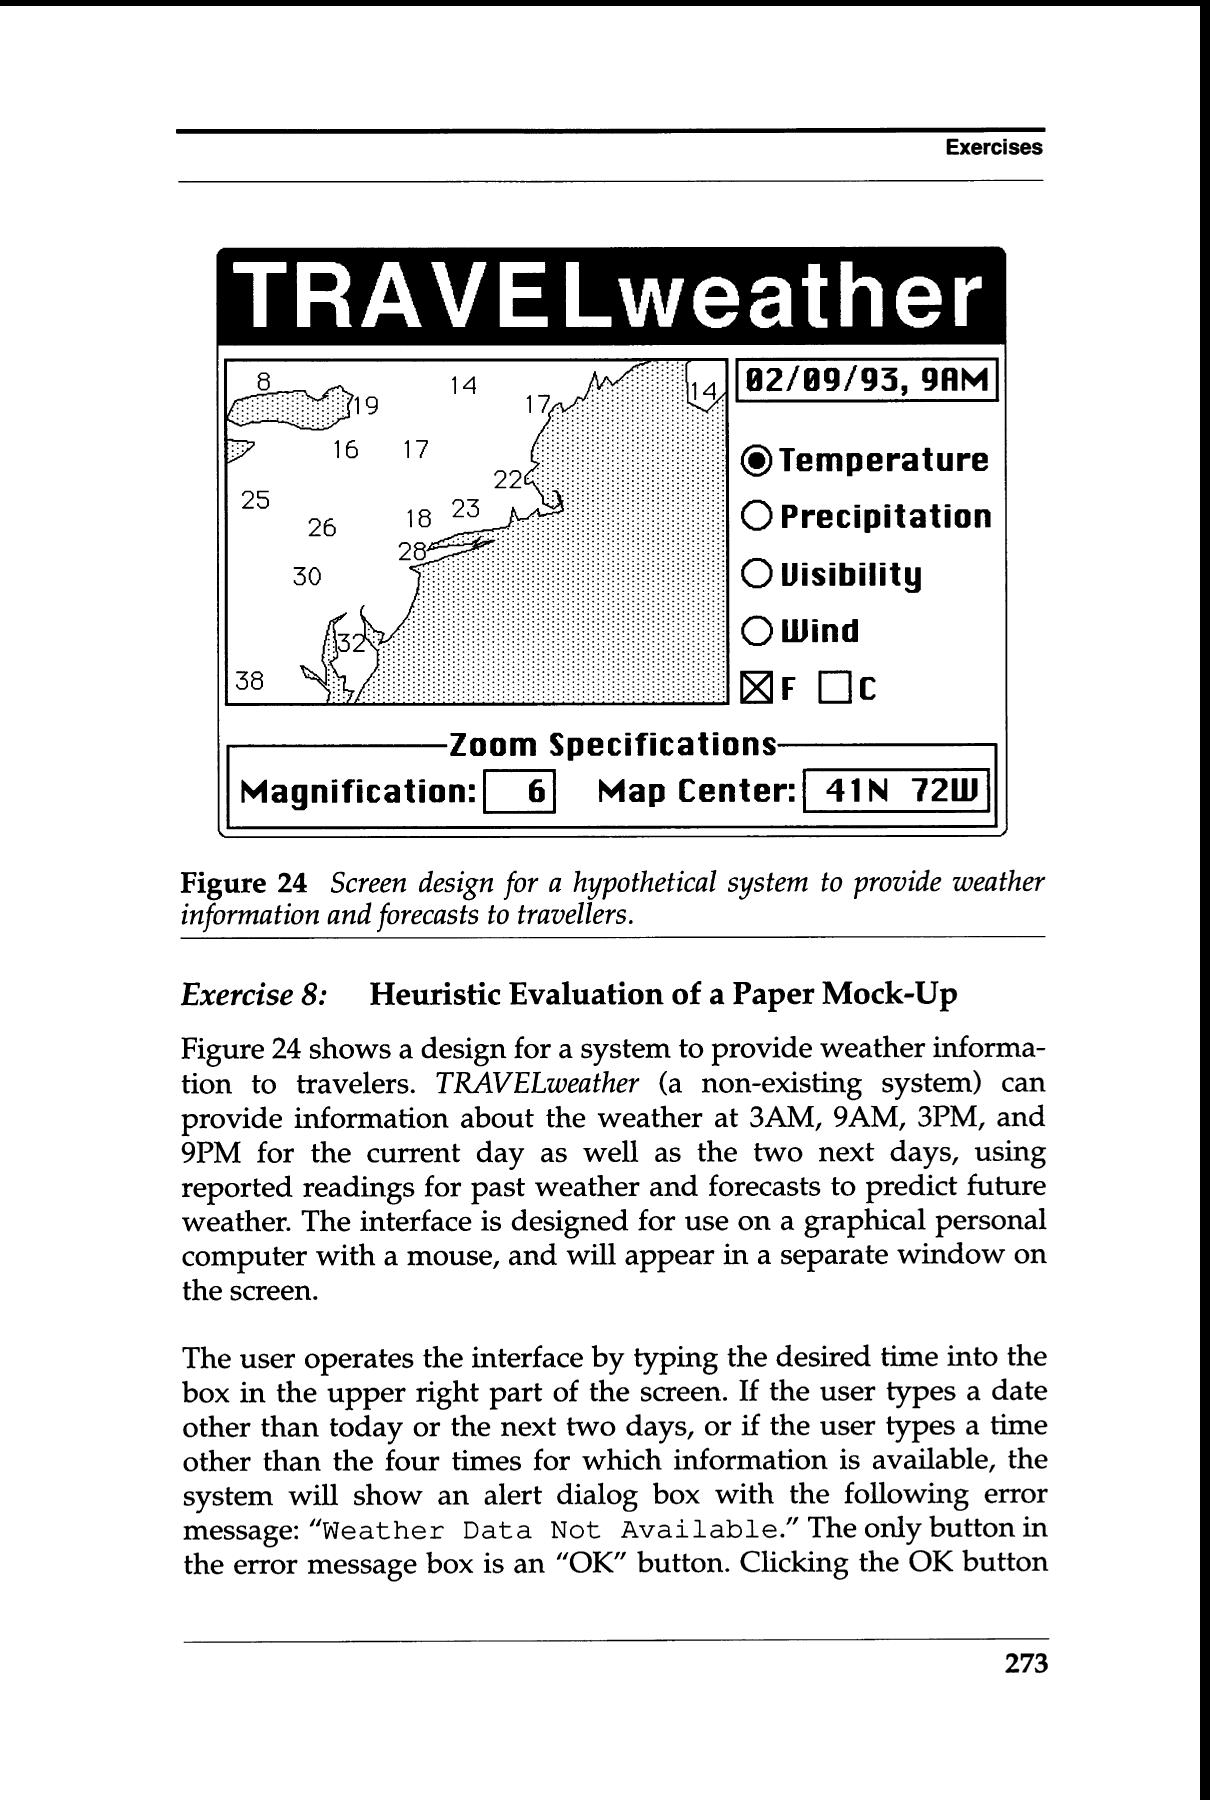 Exercises
TRAVELweather
02/09/93, 9AM
8
14
14
19
17
16
17
22
25
23
18
26
28
30
32
38
Temperature
Precipitation
Visibility
Wind
F
C
Zoom Specifications
Magnification: 6
Map Center: 41N 72W
Figure 24 Screen design for a hypothetical system to provide weather
information and forecasts to travellers.
Exercise 8: Heuristic Evaluation of a Paper Mock-Up
Figure 24 shows a design for a system to provide weather informa-
tion to travelers. TRAVELweather (a non-existing system) can
provide information about the weather at 3AM, 9AM, 3PM, and
9PM for the current day as well as the two next days, using
reported readings for past weather and forecasts to predict future
weather. The interface is designed for use on a graphical personal
computer with a mouse, and will appear in a separate window on
the screen.
The user operates the interface by typing the desired time into the
box in the upper right part of the screen. If the user types a date
other than today or the next two days, or if the user types a time
other than the four times for which information is available, the
system will show an alert dialog box with the following error
message: "Weather Data Not Available." The only button in
the error message box is an "OK" button. Clicking the OK button
273